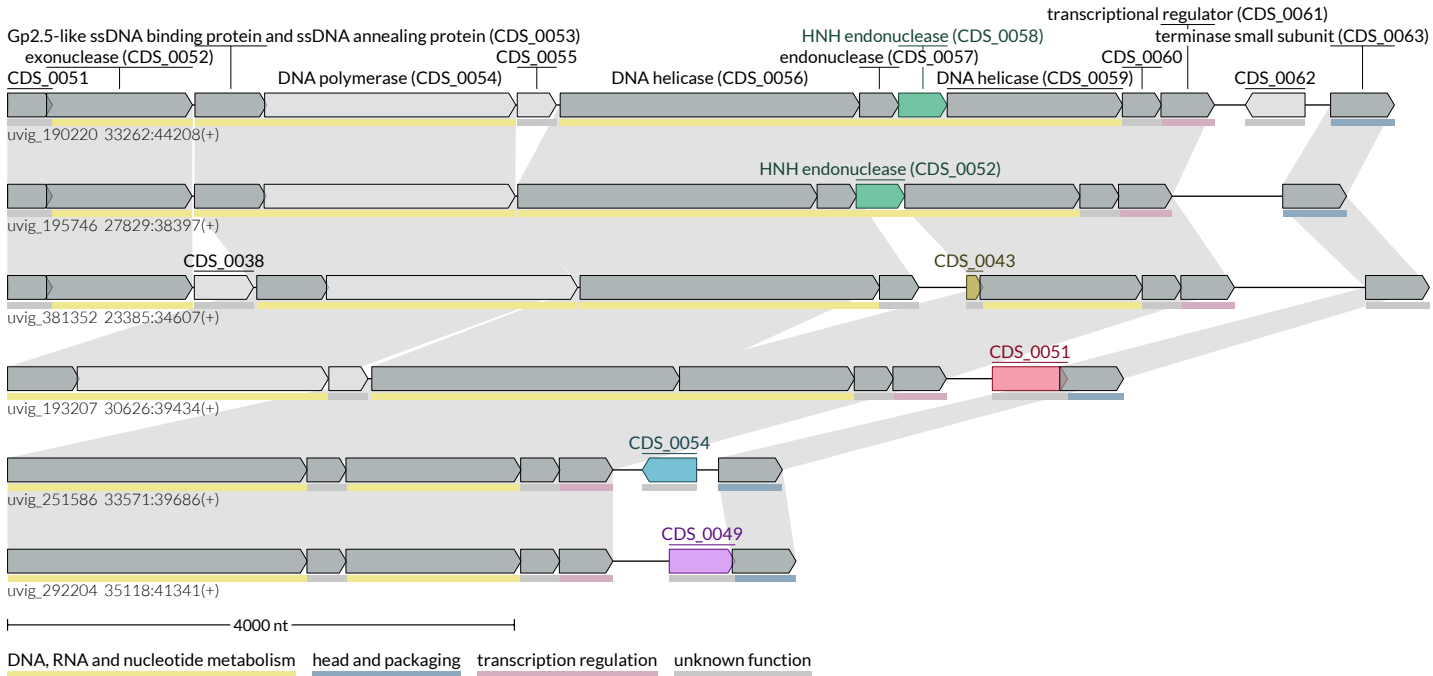 transcriptional regulator (CDS_0061)
Gp2.5-like ssDNA binding protein and ssDNA annealing protein (CDS_0053)
HNH endonuclease (CDS_0058)
terminase small subunit (CDS_0063)
exonuclease (CDS_0052)
CDS_0055
endonuclease (CDS_0057)
CDS_0060
CDS_0051
DNA polymerase (CDS_0054)
DNA helicase (CDS_0056)
DNA helicase (CDS_0059)
CDS_0062
uvig_190220 33262:44208(+)
HNH endonuclease (CDS_0052)
uvig_195746 27829:38397(+)
CDS_0038
CDS_0043
uvig_381352 23385:34607(+)
CDS_0051
uvig_193207 30626:39434(+)
CDS_0054
uvig_251586 33571:39686(+)
CDS_0049
uvig_292204 35118:41341(+)
4000 nt
DNA, RNA and nucleotide metabolism
head and packaging
transcription regulation
unknown function